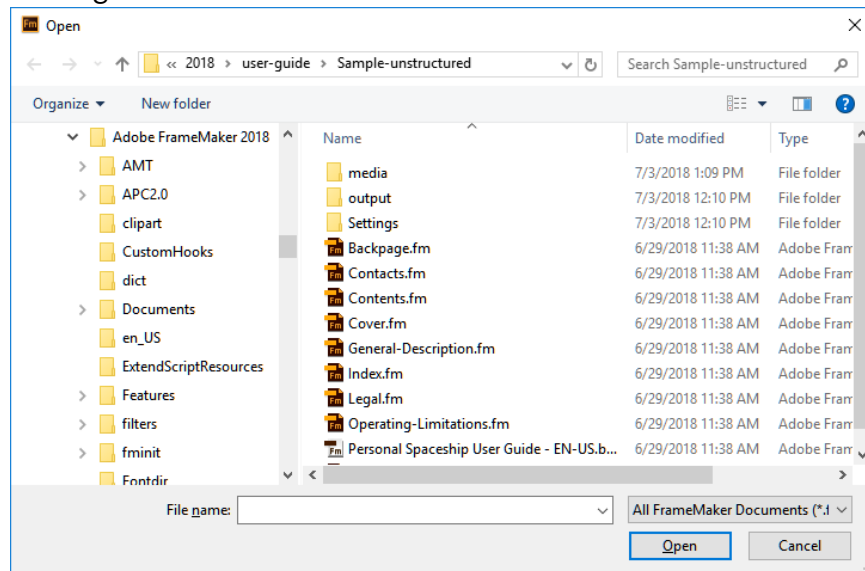 Fm Open
« 2018 › user-guide › Sample-unstructured Search Sample-unstructured
Organize New folder ?
Adobe FrameMaker 2018
AMT
APC2.0
clipart
CustomHooks
dict
Documents
en_US
ExtendScriptResources
Features
filters
fminit
Fontdir
Name Date modified Type
media 7/3/2018 1:09 PM File folder
output 7/3/2018 12:10 PM File folder
Settings 7/3/2018 12:10 PM File folder
Backpage.fm 6/29/2018 11:38 AM Adobe Fram
Contacts.fm 6/29/2018 11:38 AM Adobe Fram
Contents.fm 6/29/2018 11:38 AM Adobe Fram
Cover.fm 6/29/2018 11:38 AM Adobe Fram
General-Description.fm 6/29/2018 11:38 AM Adobe Fram
Index.fm 6/29/2018 11:38 AM Adobe Fram
Legal.fm 6/29/2018 11:38 AM Adobe Fram
Operating-Limitations.fm 6/29/2018 11:38 AM Adobe Fram
Personal Spaceship User Guide - EN-US.b... 6/29/2018 11:38 AM Adobe Fram
File name: All FrameMaker Documents (*.f
Open Cancel